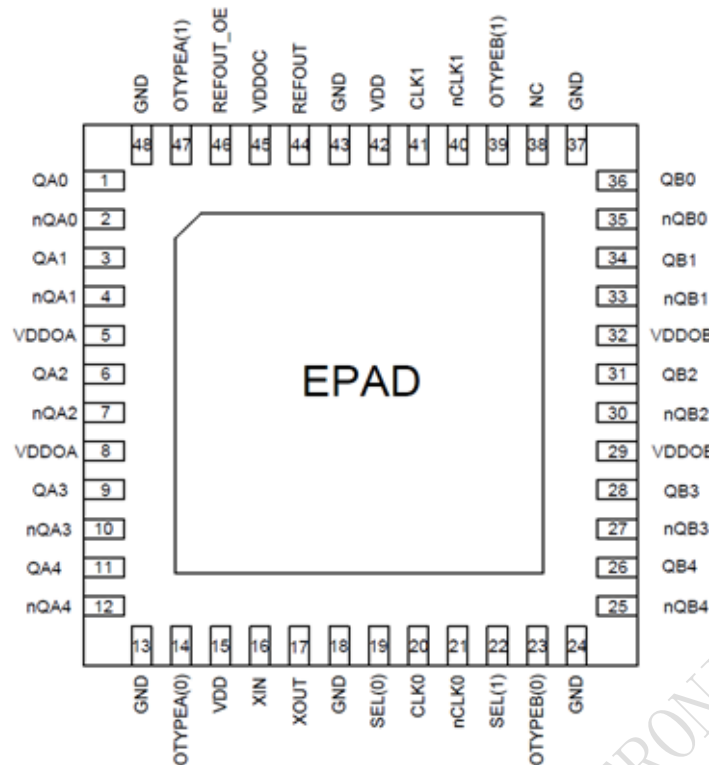 GND OTYPEA(1) REFOUT_OE VDDOC REFOUT GND VDD CLK1 nCLK1 OTYPEB(1) NC GND
48 47 46 45 44 43 42 41 40 39 38 37
QA0 1 36 QB0
nQA0 2 35 nQB0
QA1 3 34 QB1
nQA1 4 33 nQB1
VDDOA 5 32 VDDOB
QA2 6 31 QB2
EPAD
nQA2 7 30 nQB2
VDDOA 8 29 VDDOB
QA3 9 28 QB3
nQA3 10 27 nQB3
QA4 11 26 QB4
nQA4 12 25 nQB4
13 14 15 16 17 18 19 20 21 22 23 24
GND OTYPEA(0) VDD XIN XOUT GND SEL(0) CLK0 nCLK0 SEL(1) OTYPEB(0) GND